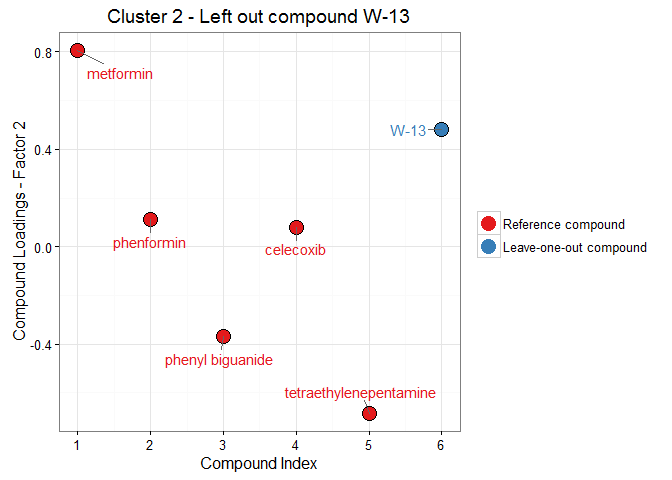 Cluster 2 - Left out compound W-13
Compound Loadings - Factor 2
0.8
0.4
0.0
-0.4
metformin
W-13
phenformin
celecoxib
phenyl biguanide
tetraethylenepentamine
Reference compound
Leave-one-out compound
1 2 3 4 5 6
Compound Index